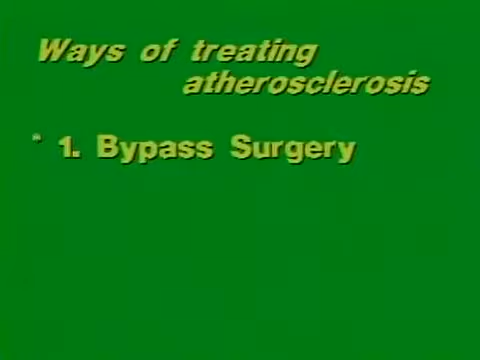 Ways of treating
atherosclerosis
* 1. Bypass Surgery